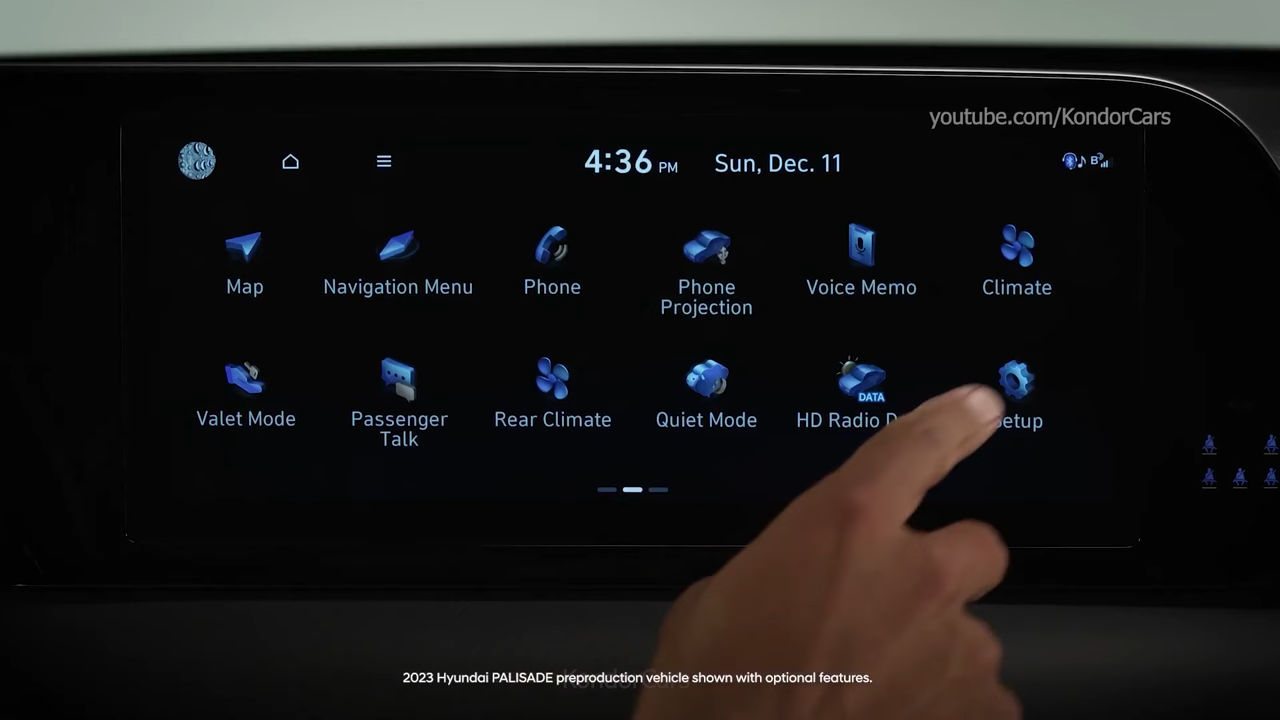 youtube.com/KondorCars
4:36 PM Sun, Dec. 11
Map
Navigation Menu
Phone
Phone
Projection
Voice Memo
Climate
Valet Mode
Passenger
Talk
Rear Climate
Quiet Mode
DATA
HD Radio
Setup
2023 Hyundai PALISADE preproduction vehicle shown with optional features.
KondorCars